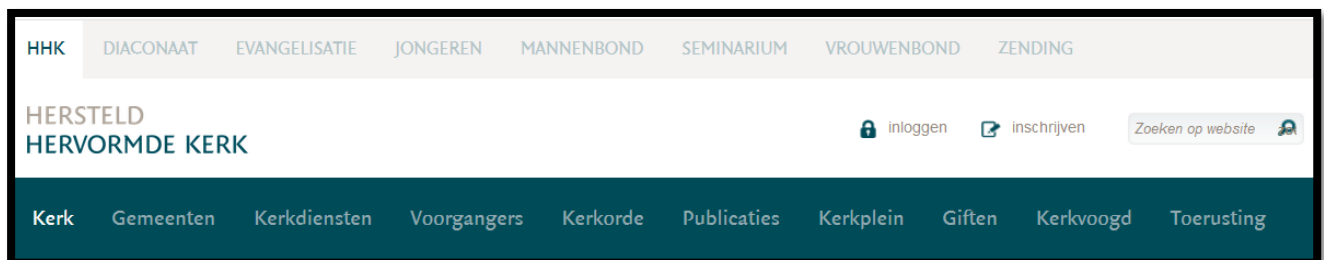 HHK DIACONAAT EVANGELISATIE JONGEREN MANNENBOND SEMINARIUM VROUWENBOND ZENDING
HERSTELD
HERVORMDE KERK
inloggen inschrijven Zoeken op website
Kerk Gemeenten Kerkdiensten Voorgangers Kerkorde Publicaties Kerkplein Giften Kerkvoogd Toerusting